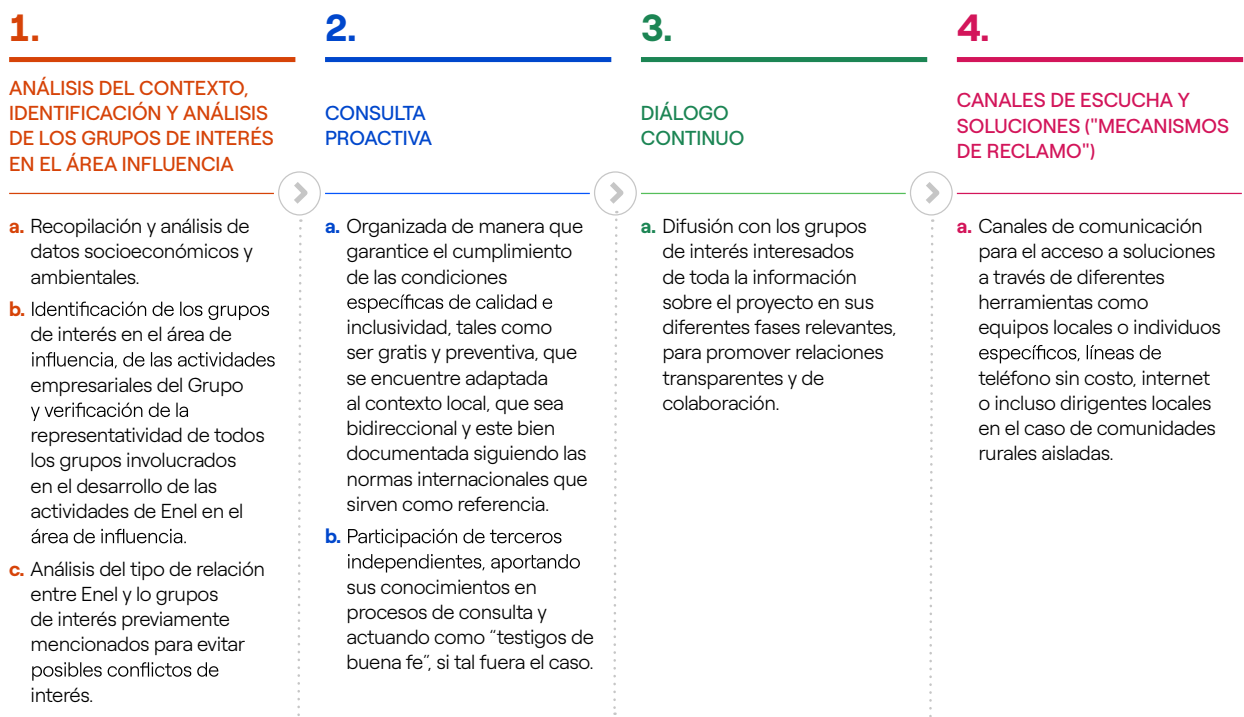 1.
ANÁLISIS DEL CONTEXTO,
IDENTIFICACIÓN Y ANÁLISIS
DE LOS GRUPOS DE INTERÉS
EN EL ÁREA INFLUENCIA
a. Recopilación y análisis de
datos socioeconómicos y
ambientales.
b. Identificación de los grupos
de interés en el área de
influencia, de las actividades
empresariales del Grupo
y verificación de la
representatividad de todos
los grupos involucrados
en el desarrollo de las
actividades de Enel en el
área de influencia.
c. Análisis del tipo de relación
entre Enel y lo grupos
de interés previamente
mencionados para evitar
posibles conflictos de
interés.
2.
CONSULTA
PROACTIVA
a. Organizada de manera que
garantice el cumplimiento
de las condiciones
específicas de calidad e
inclusividad, tales como
ser gratis y preventiva, que
se encuentre adaptada
al contexto local, que sea
bidireccional y este bien
documentada siguiendo las
normas internacionales que
sirven como referencia.
b. Participación de terceros
independientes, aportando
sus conocimientos en
procesos de consulta y
actuando como “testigos de
buena fe”, si tal fuera el caso.
3.
DIÁLOGO
CONTINUO
a. Difusión con los grupos
de interés interesados
de toda la información
sobre el proyecto en sus
diferentes fases relevantes,
para promover relaciones
transparentes y de
colaboración.
4.
CANALES DE ESCUCHA Y
SOLUCIONES ("MECANISMOS
DE RECLAMO")
a. Canales de comunicación
para el acceso a soluciones
a través de diferentes
herramientas como
equipos locales o individuos
específicos, líneas de
teléfono sin costo, internet
o incluso dirigentes locales
en el caso de comunidades
rurales aisladas.